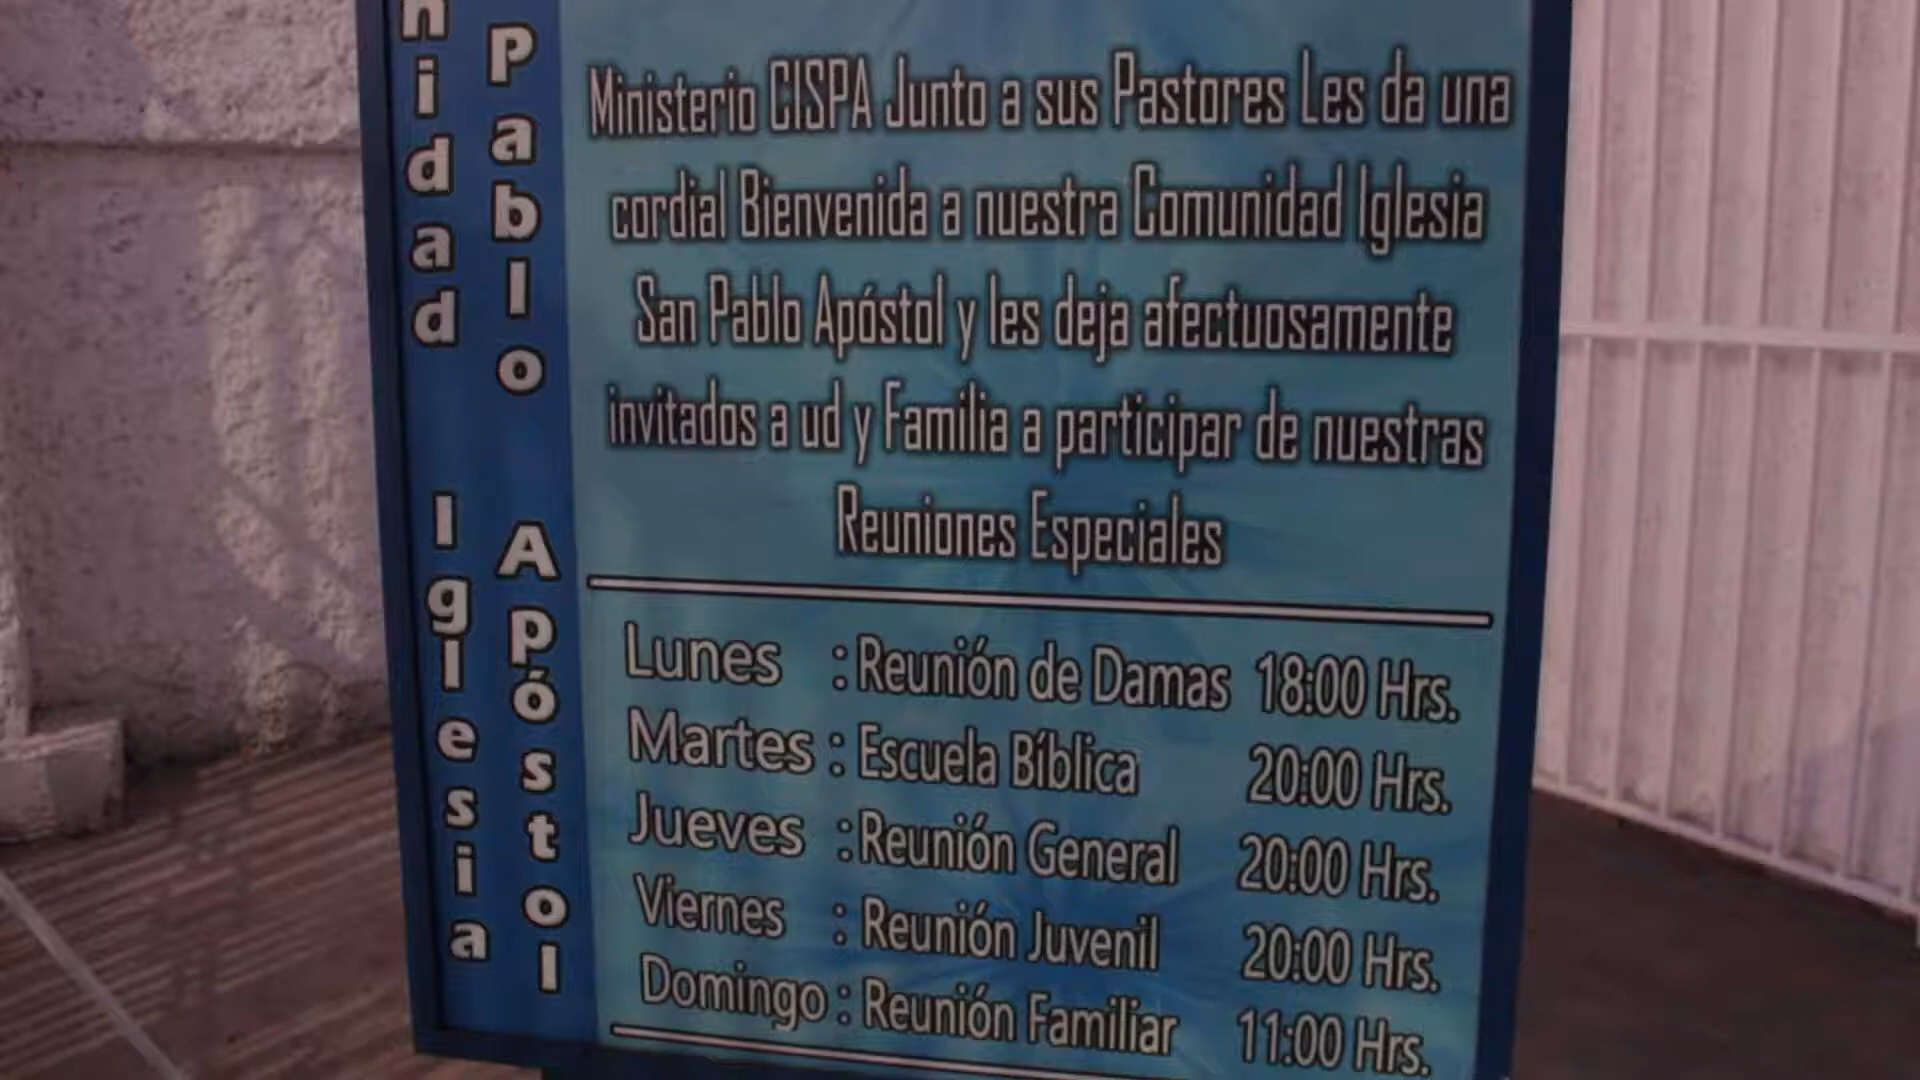 nidad Iglesia
Pablo Apóstol
Ministerio CISPA Junto a sus Pastores Les da una
cordial Bienvenida a nuestra Comunidad Iglesia
San Pablo Apóstol y les deja afectuosamente
invitados a ud y Familia a participar de nuestras
Reuniones Especiales
Lunes : Reunión de Damas 18:00 Hrs.
Martes : Escuela Bíblica 20:00 Hrs.
Jueves : Reunión General 20:00 Hrs.
Viernes : Reunión Juvenil 20:00 Hrs.
Domingo : Reunión Familiar 11:00 Hrs.